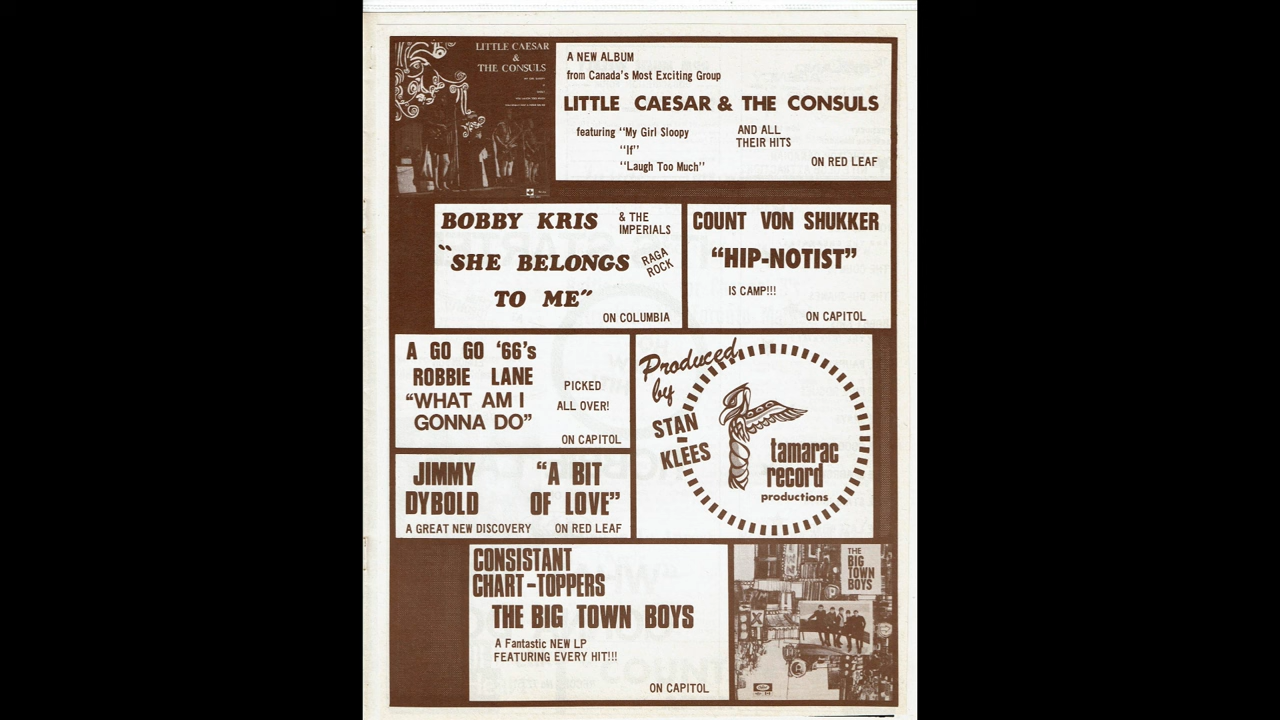 LITTLE CAESAR
&
THE CONSULS
A NEW ALBUM
from Canada's Most Exciting Group
LITTLE CAESAR & THE CONSULS
featuring "My Girl Sloopy
"If"
"Laugh Too Much"
AND ALL
THEIR HITS
ON RED LEAF
BOBBY KRIS
& THE
IMPERIALS
"SHE BELONGS
TO ME"
RAGA
ROCK
ON COLUMBIA
COUNT VON SHUKKER
"HIP-NOTIST"
IS CAMP!!!
ON CAPITOL
A GO GO '66's
ROBBIE LANE
"WHAT AM I
GONNA DO"
PICKED
ALL OVER!
ON CAPITOL
Produced
by
STAN
KLEES
tamarac
record
productions
JIMMY
DYBOLD
"A BIT
OF LOVE"
A GREAT NEW DISCOVERY
ON RED LEAF
CONSISTANT
CHART-TOPPERS
THE BIG TOWN BOYS
A Fantastic NEW LP
FEATURING EVERY HIT!!!
ON CAPITOL
THE
BIG
TOWN
BOYS